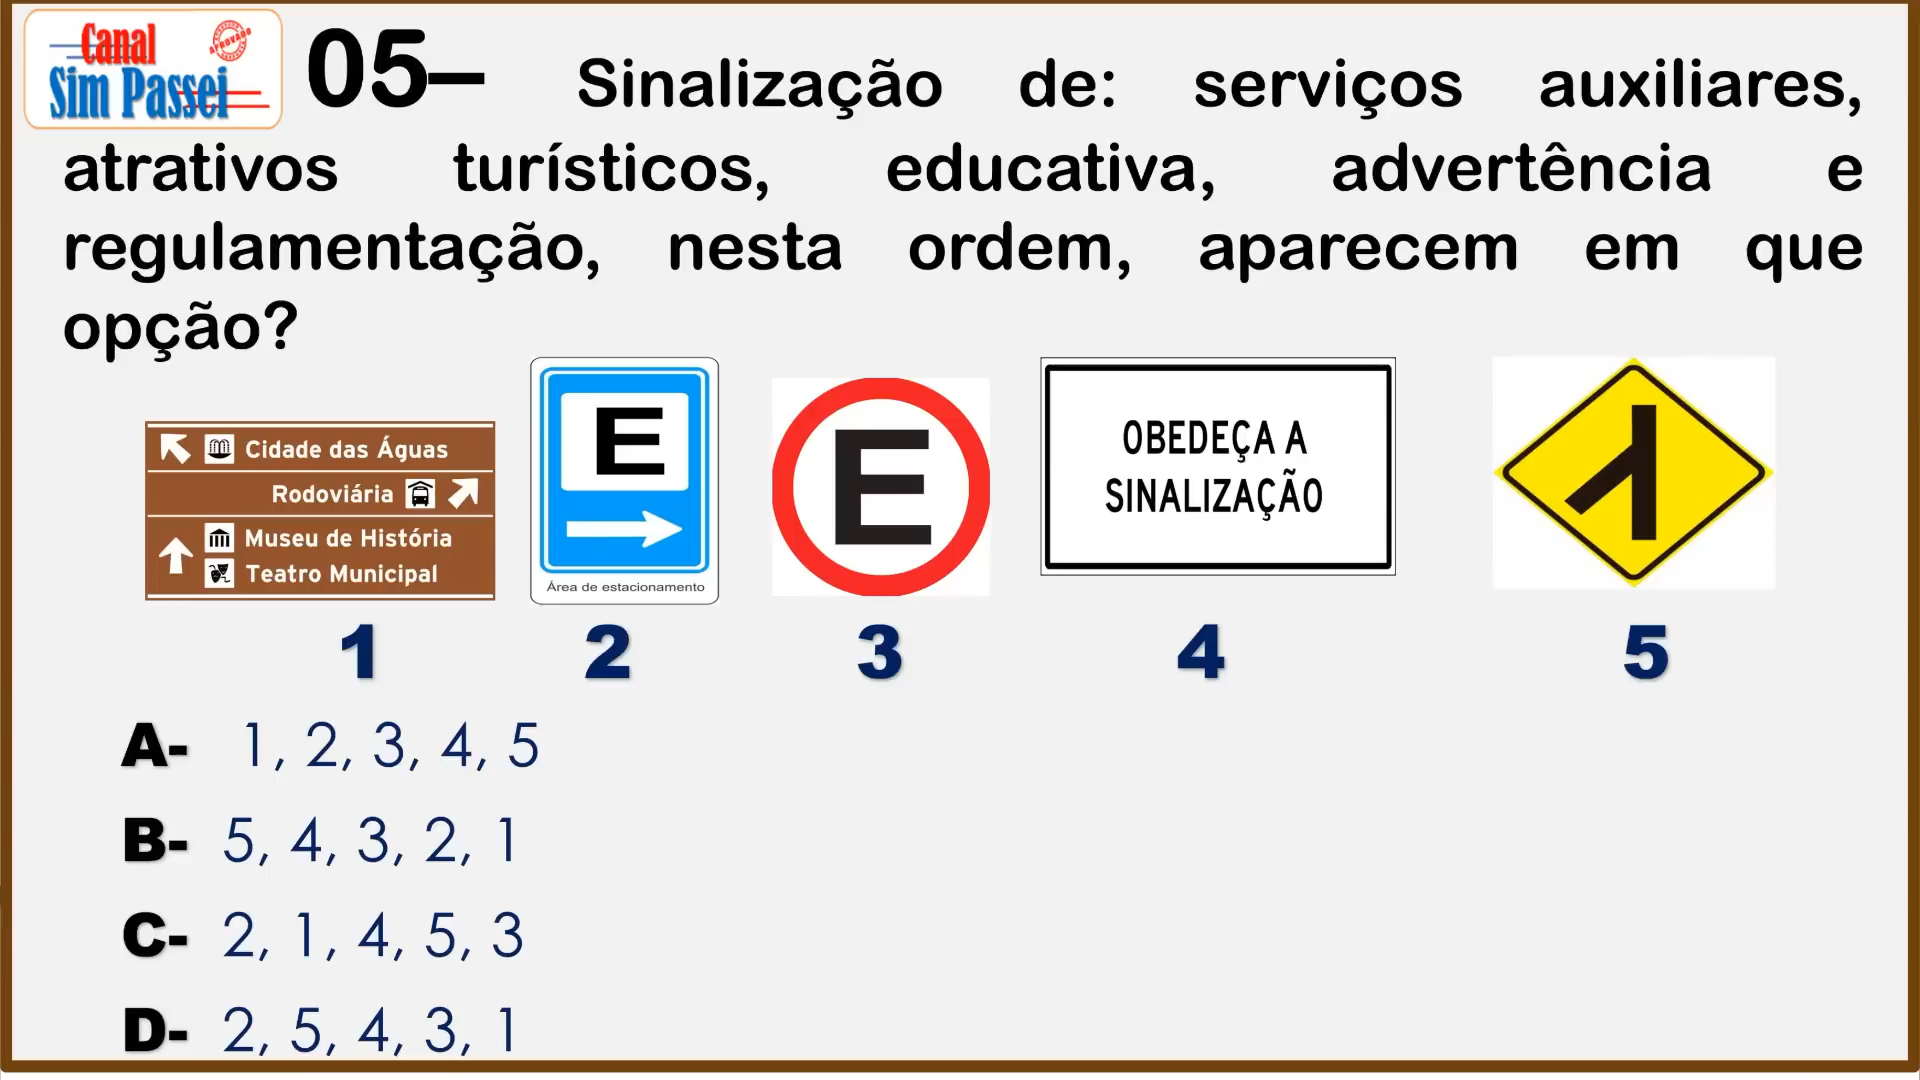 Canal
APROVADO
Sim Passei
05– Sinalização de: serviços auxiliares,
atrativos turísticos, educativa, advertência e
regulamentação, nesta ordem, aparecem em que
opção?
Cidade das Águas
Rodoviária
Museu de História
Teatro Municipal
E
Área de estacionamento
E
OBEDEÇA A
SINALIZAÇÃO
1 2 3 4 5
A- 1, 2, 3, 4, 5
B- 5, 4, 3, 2, 1
C- 2, 1, 4, 5, 3
D- 2, 5, 4, 3, 1